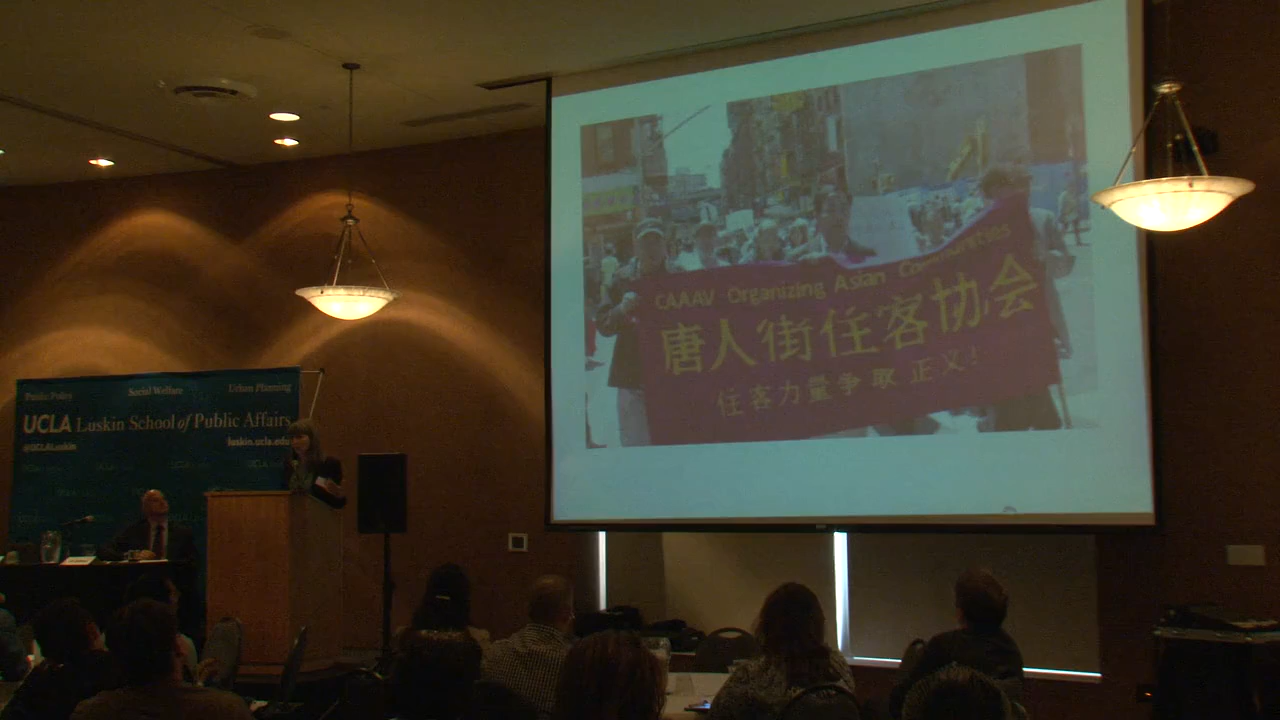 CAAAV Organizing Asian Communities
唐人街住客协会
住客力量争取正义!
Public Policy Social Welfare Urban Planning
UCLA Luskin School of Public Affairs
@UCLALuskin luskin.ucla.edu